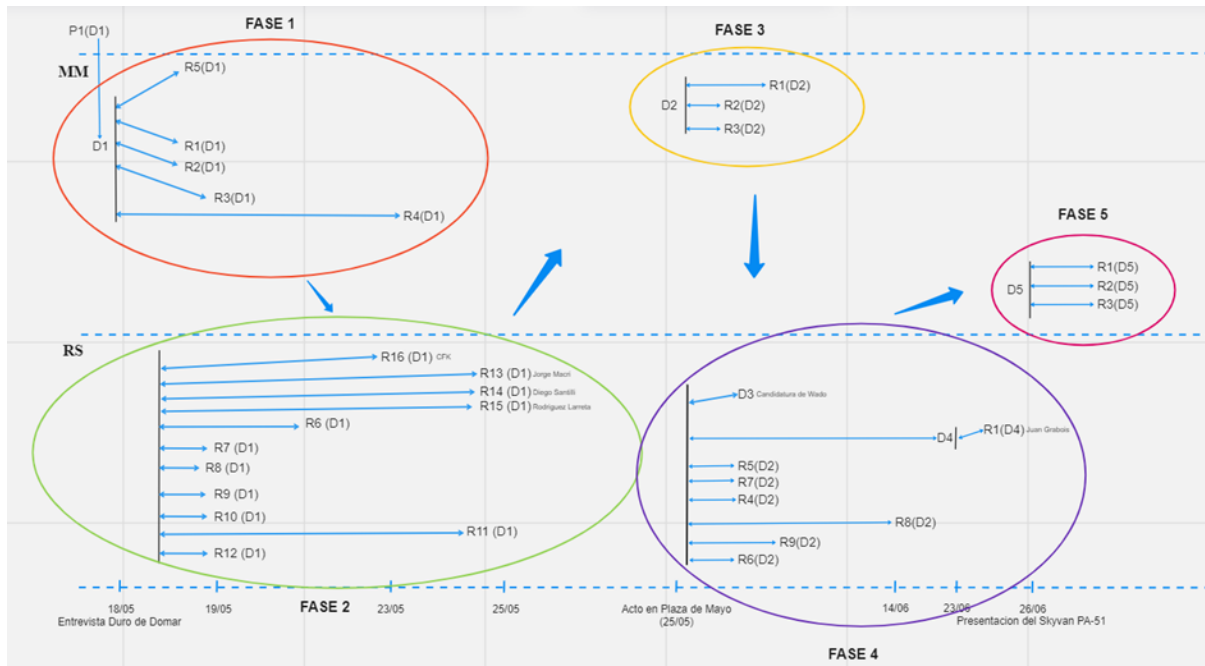 FASE 1
P1(D1)
MM
R5(D1)
D1
R1(D1)
R2(D1)
R3(D1)
R4(D1)
FASE 3
D2
R1(D2)
R2(D2)
R3(D2)
FASE 5
D5
R1(D5)
R2(D5)
R3(D5)
RS
R16 (D1) CFK
R13 (D1) Jorge Macri
R14 (D1) Diego Santilli
R15 (D1) Rodriguez Larreta
R6 (D1)
R7 (D1)
R8 (D1)
R9 (D1)
R10 (D1)
R11 (D1)
R12 (D1)
D3 Candidatura de Wado
D4
R1(D4) Juan Grabois
R5(D2)
R7(D2)
R4(D2)
R8(D2)
R9(D2)
R6(D2)
18/05
Entrevista Duro de Domar
19/05
FASE 2
23/05
25/05
Acto en Plaza de Mayo
(25/05)
14/06
23/06
26/06
Presentacion del Skyvan PA-51
FASE 4